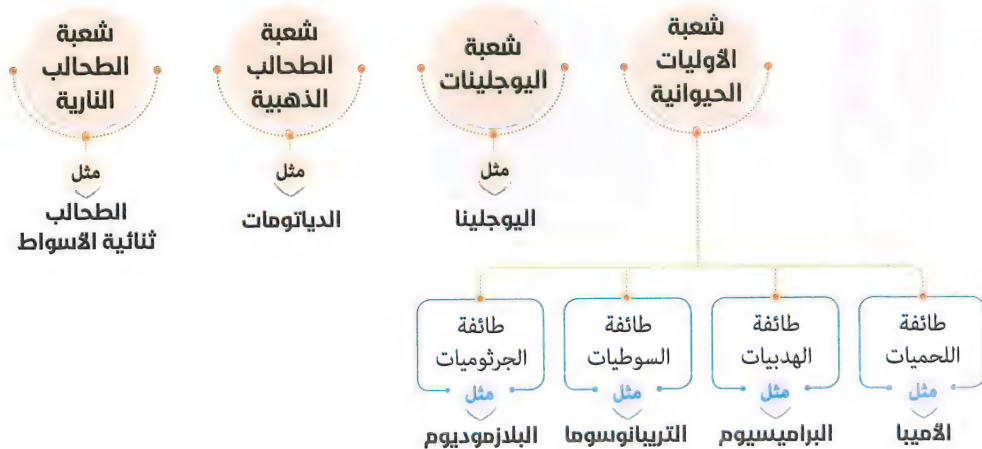 شعبة
الأوليات
الحيوانية
شعبة
اليوجلينات
مثل
اليوجلينا
شعبة
الطحالب
الذهبية
مثل
الدياتومات
شعبة
الطحالب
النارية
مثل
الطحالب
ثنائية الأسواط
طائفة
اللحميات
مثل
الأميبا
طائفة
الهدبيات
مثل
البراميسيوم
طائفة
السوطيات
مثل
التريبانوسوما
طائفة
الجرثوميات
مثل
البلازموديوم